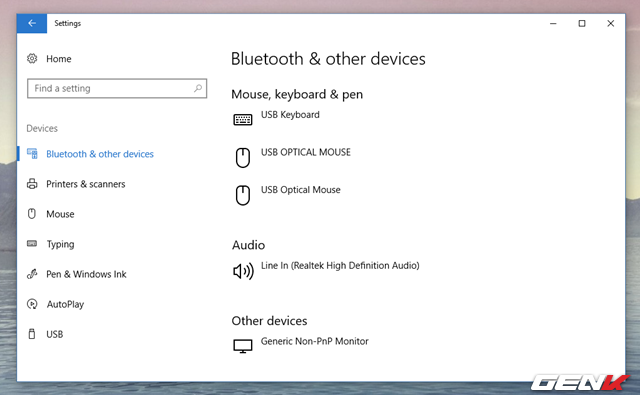 Settings
Home
Find a setting
Devices
Bluetooth & other devices
Printers & scanners
Mouse
Typing
Pen & Windows Ink
AutoPlay
USB
Bluetooth & other devices
Mouse, keyboard & pen
USB Keyboard
USB OPTICAL MOUSE
USB Optical Mouse
Audio
Line In (Realtek High Definition Audio)
Other devices
Generic Non-PnP Monitor
GENK